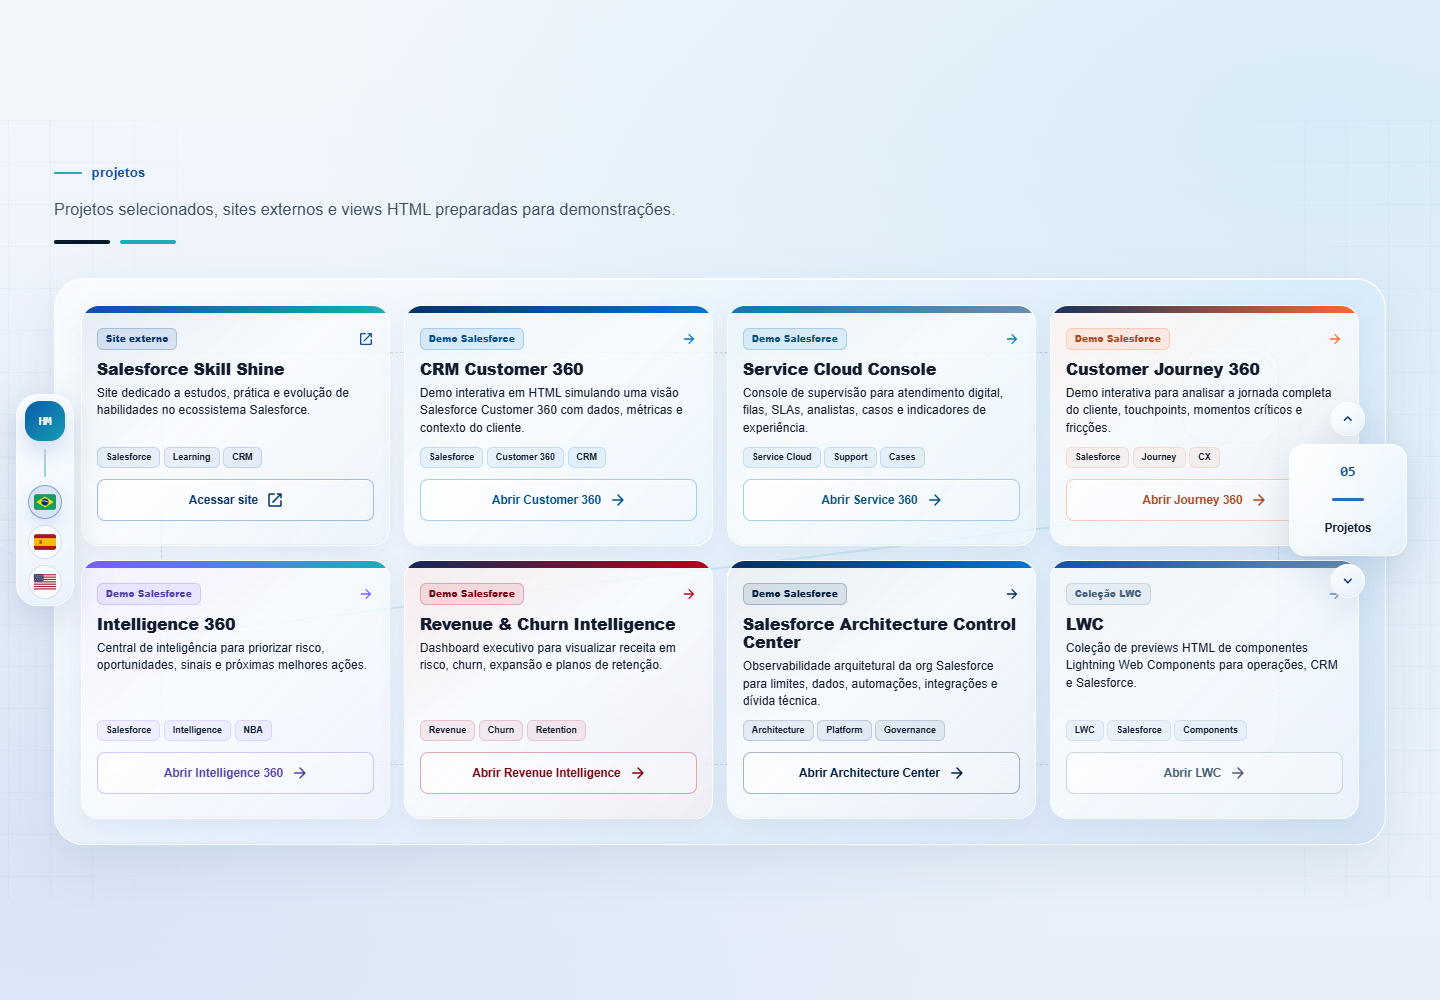 projetos
Projetos selecionados, sites externos e views HTML preparadas para demonstrações.
Site externo
Salesforce Skill Shine
Site dedicado a estudos, prática e evolução de
habilidades no ecossistema Salesforce.
Salesforce Learning CRM
Acessar site
Demo Salesforce
CRM Customer 360
Demo interativa em HTML simulando uma visão
Salesforce Customer 360 com dados, métricas e
contexto do cliente.
Salesforce Customer 360 CRM
Abrir Customer 360
Demo Salesforce
Service Cloud Console
Console de supervisão para atendimento digital,
filas, SLAs, analistas, casos e indicadores de
experiência.
Service Cloud Support Cases
Abrir Service 360
Demo Salesforce
Customer Journey 360
Demo interativa para analisar a jornada completa
do cliente, touchpoints, momentos críticos e
fricções.
Salesforce Journey CX
Abrir Journey 360
HM
05
Projetos
Demo Salesforce
Intelligence 360
Central de inteligência para priorizar risco,
oportunidades, sinais e próximas melhores ações.
Salesforce Intelligence NBA
Abrir Intelligence 360
Demo Salesforce
Revenue & Churn Intelligence
Dashboard executivo para visualizar receita em
risco, churn, expansão e planos de retenção.
Revenue Churn Retention
Abrir Revenue Intelligence
Demo Salesforce
Salesforce Architecture Control
Center
Observabilidade arquitetural da org Salesforce
para limites, dados, automações, integrações e
dívida técnica.
Architecture Platform Governance
Abrir Architecture Center
Coleção LWC
LWC
Coleção de previews HTML de componentes
Lightning Web Components para operações, CRM
e Salesforce.
LWC Salesforce Components
Abrir LWC